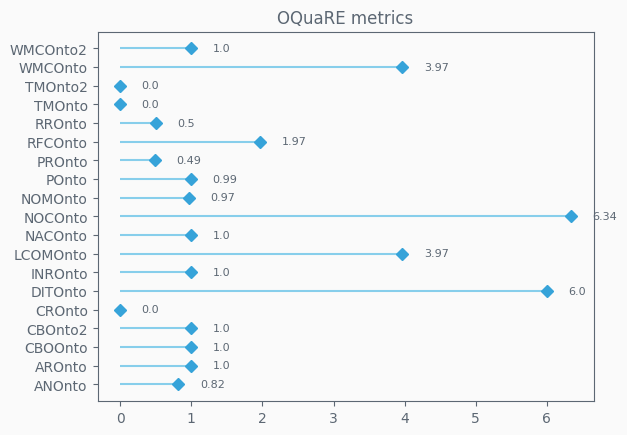 OQuaRE metrics
WMCOnto2 1.0
WMCOnto 3.97
TMOnto2 0.0
TMOnto 0.0
RROnto 0.5
RFCOnto 1.97
PROnto 0.49
POnto 0.99
NOMOnto 0.97
NOCOnto 6.34
NACOnto 1.0
LCOMOnto 3.97
INROnto 1.0
DITOnto 6.0
CROnto 0.0
CBOnto2 1.0
CBOOnto 1.0
AROnto 1.0
ANOnto 0.82
0 1 2 3 4 5 6